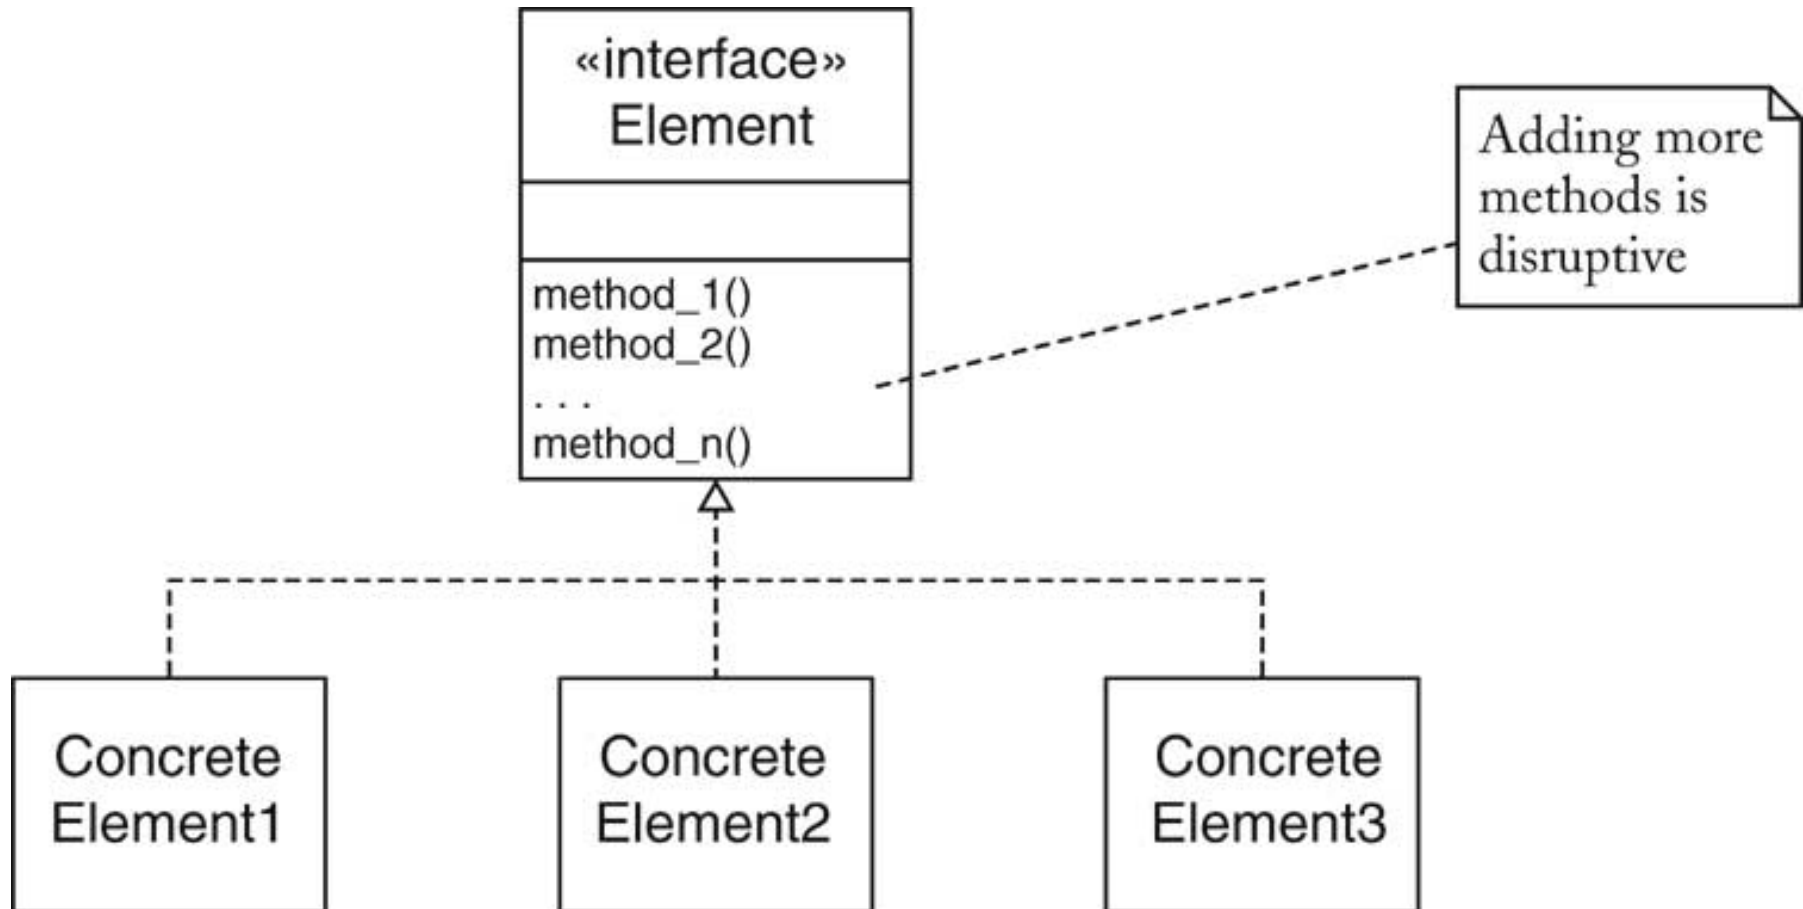 «interface»
Element
method_1()
method_2()
. . .
method_n()
Adding more
methods is
disruptive
Concrete
Element1
Concrete
Element2
Concrete
Element3